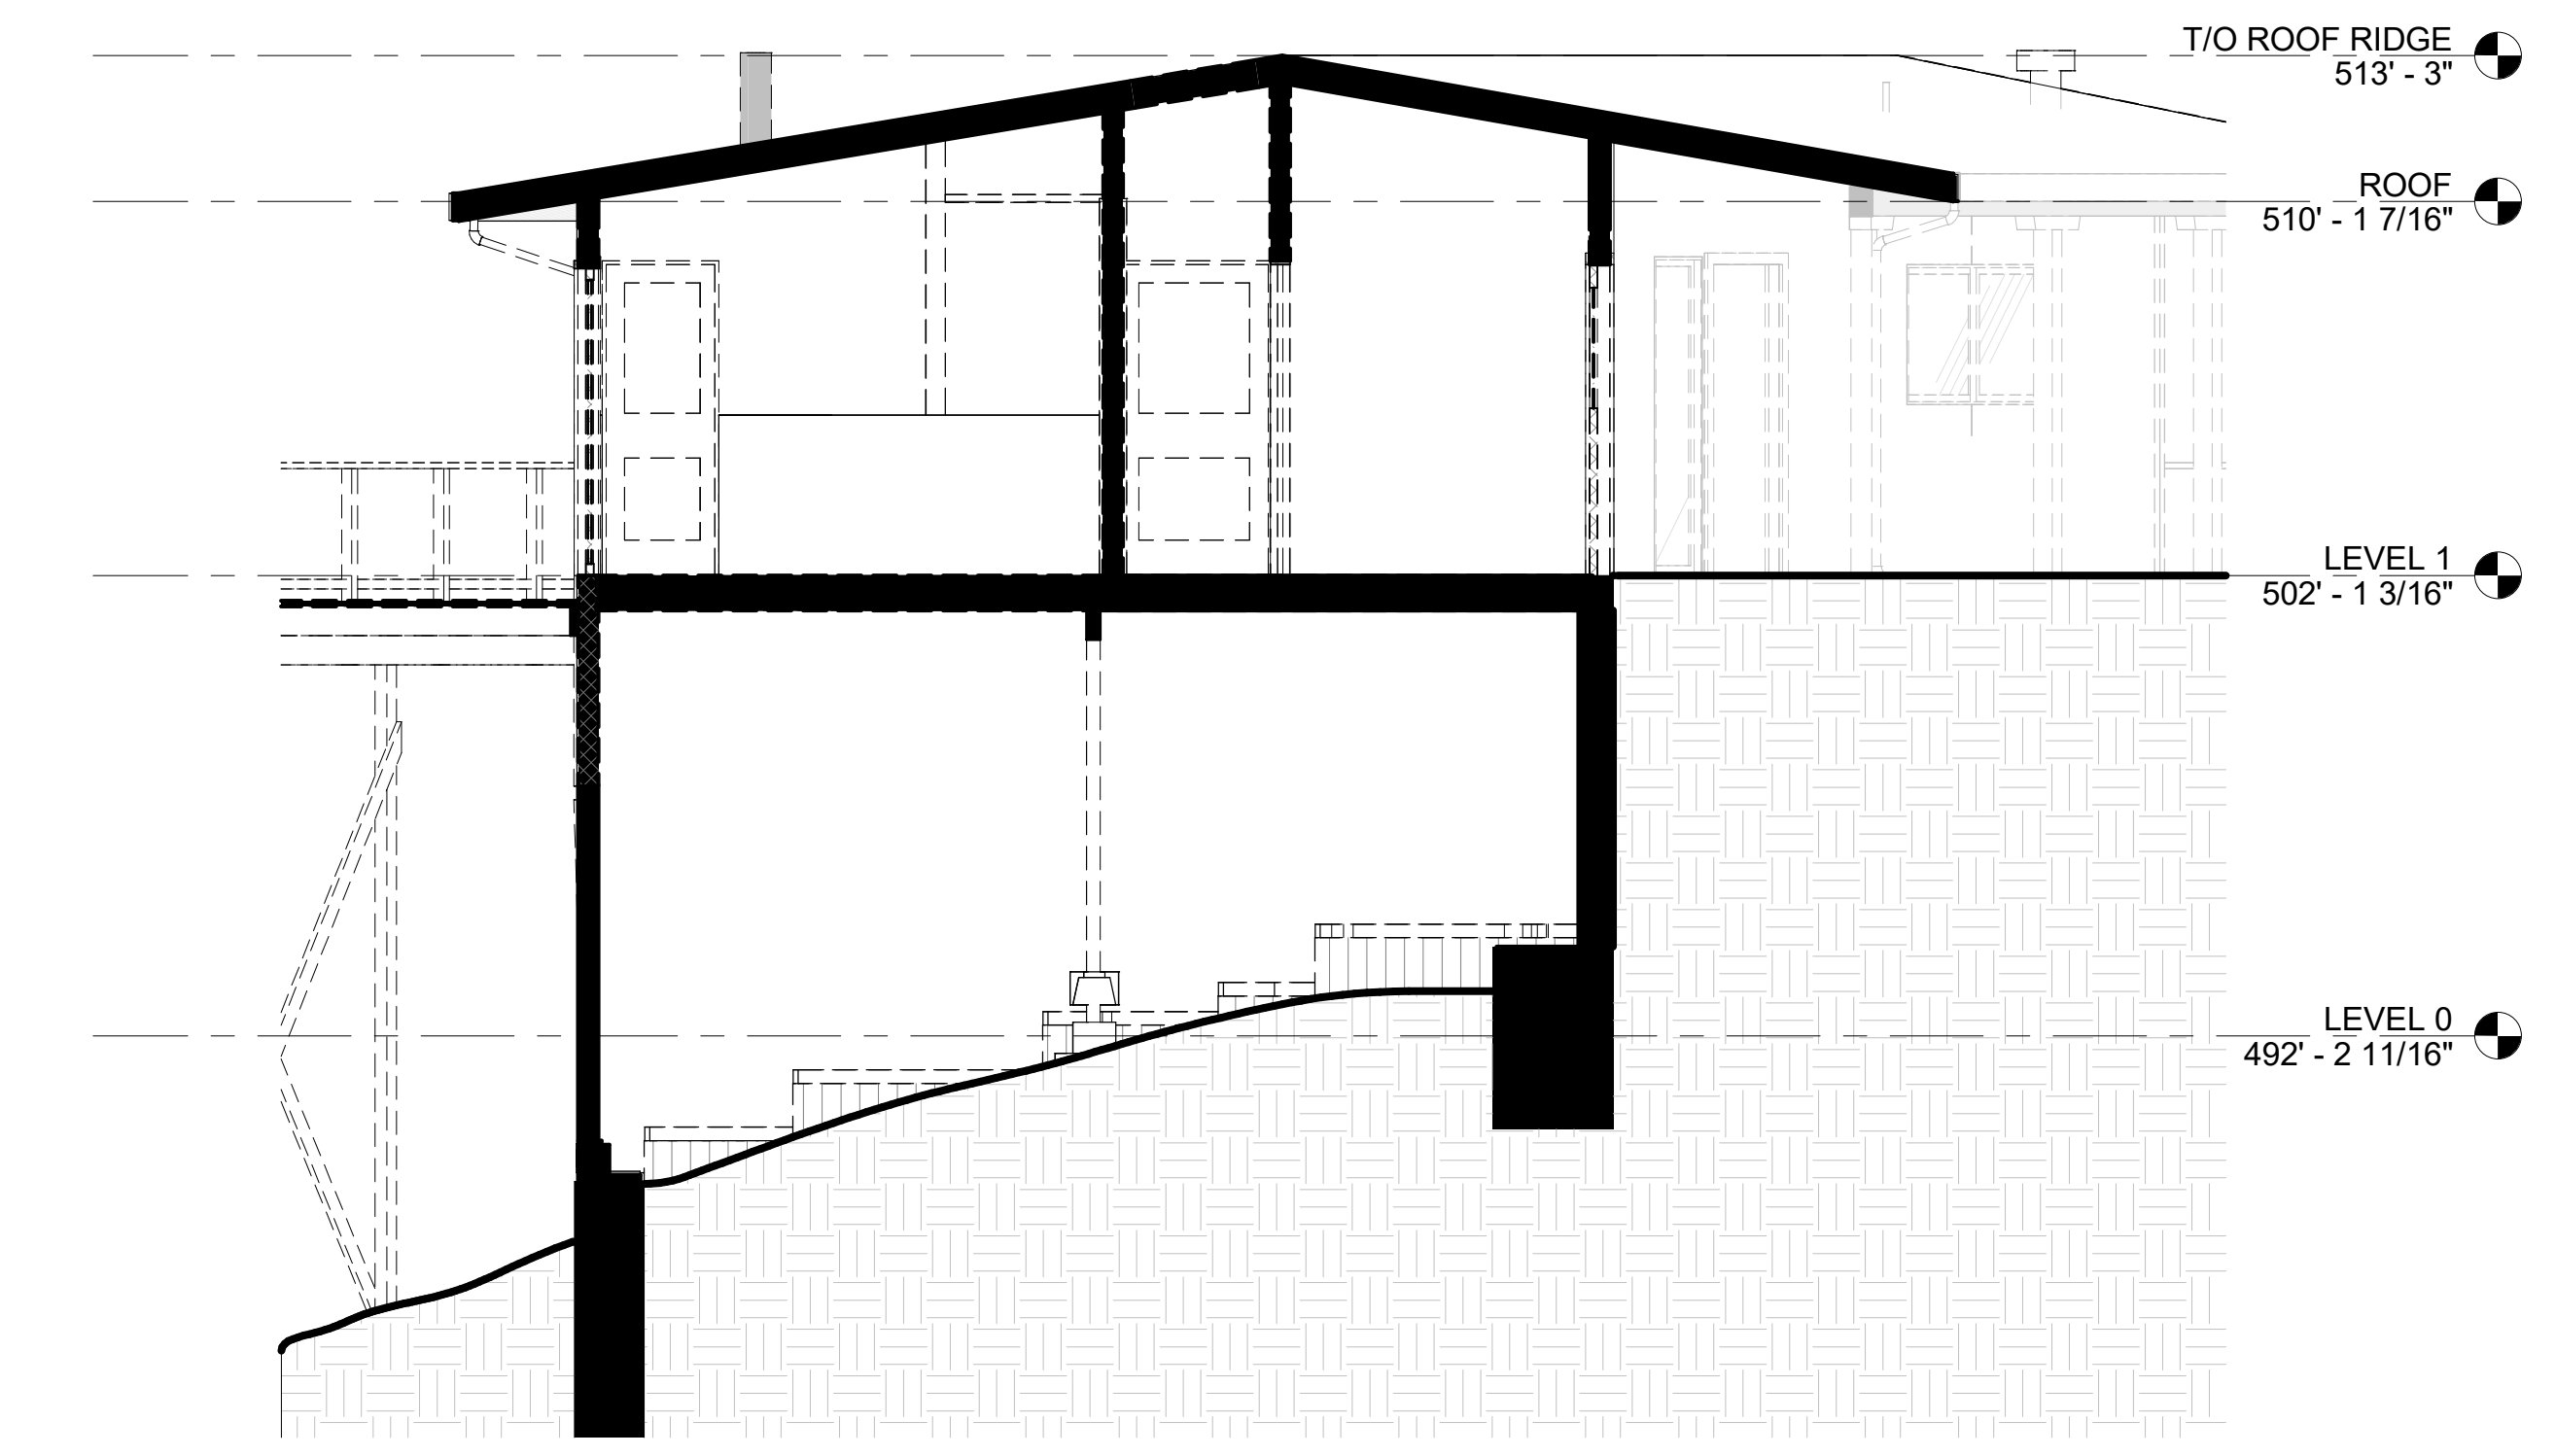 T/O ROOF RIDGE
513' - 3"
ROOF
510' - 1 7/16"
LEVEL 1
502' - 1 3/16"
LEVEL 0
492' - 2 11/16"